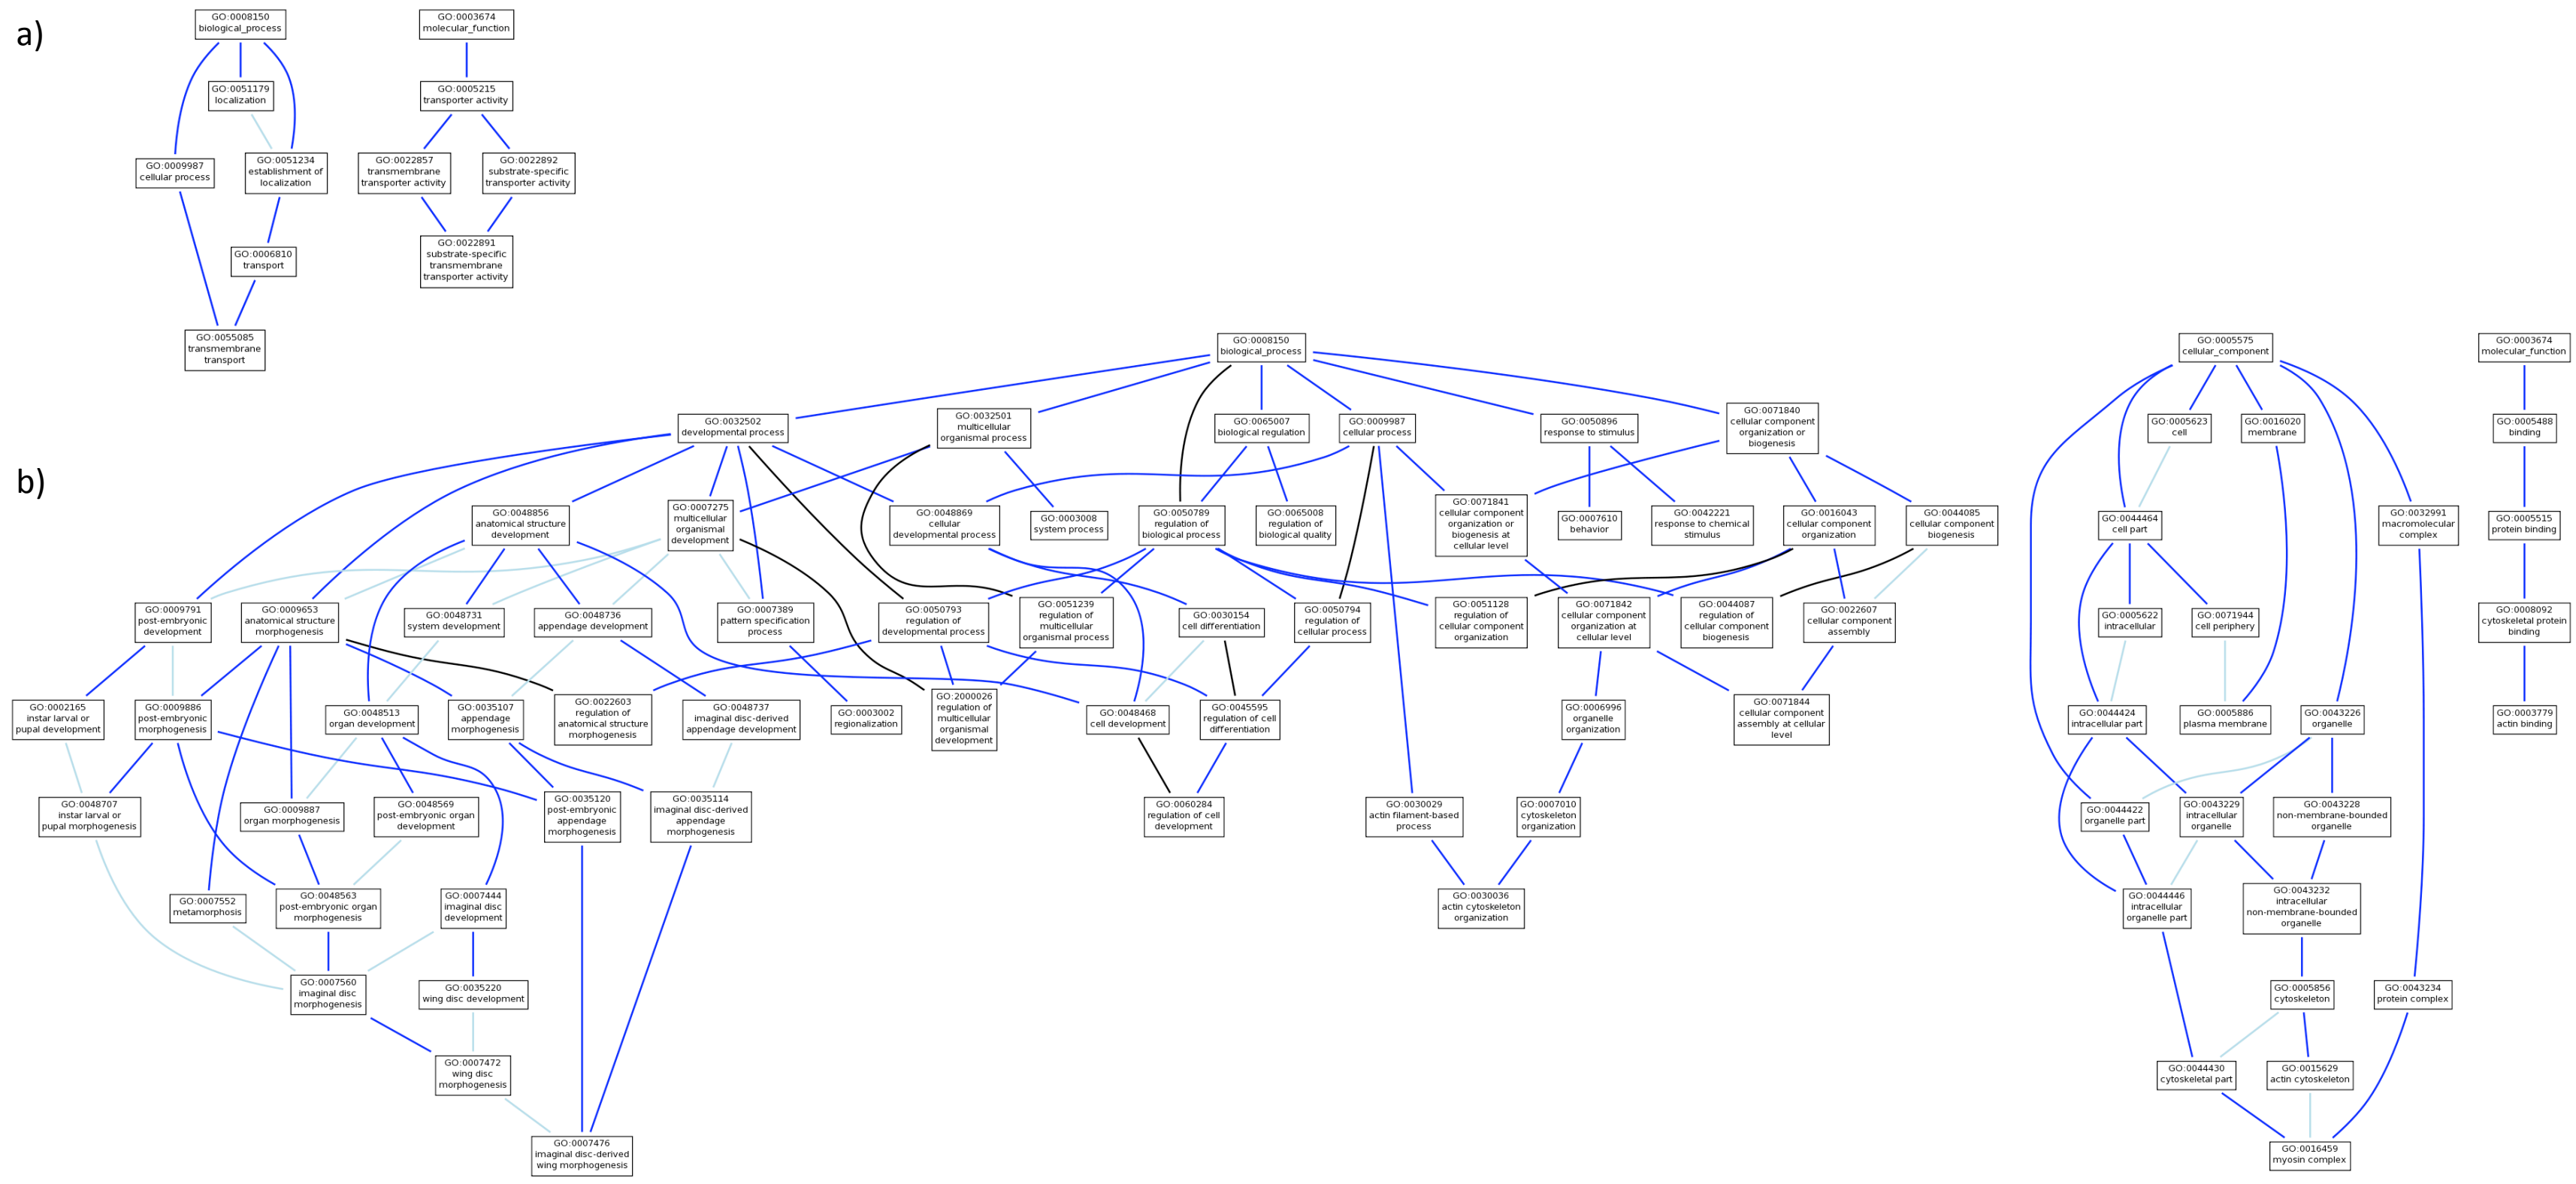 a)
GO:0008150
biological_process
GO:0003674
molecular_function
GO:0051179
localization
GO:0005215
transporter activity
GO:0009987
cellular process
GO:0051234
establishment of
localization
GO:0022857
transmembrane
transporter activity
GO:0022892
substrate-specific
transporter activity
GO:0006810
transport
GO:0022891
substrate-specific
transmembrane
transporter activity
GO:0055085
transmembrane
transport
b)
GO:0008150
biological_process
GO:0005575
cellular_component
GO:0003674
molecular_function
GO:0032502
developmental process
GO:0032501
multicellular
organismal process
GO:0065007
biological regulation
GO:0009987
cellular process
GO:0050896
response to stimulus
GO:0071840
cellular component
organization or
biogenesis
GO:0005623
cell
GO:0016020
membrane
GO:0005488
binding
GO:0048856
anatomical structure
development
GO:0007275
multicellular
organismal
development
GO:0048869
cellular
developmental process
GO:0003008
system process
GO:0050789
regulation of
biological process
GO:0065008
regulation of
biological quality
GO:0071841
cellular component
organization or
biogenesis at
cellular level
GO:0007610
behavior
GO:0042221
response to chemical
stimulus
GO:0016043
cellular component
organization
GO:0044085
cellular component
biogenesis
GO:0044464
cell part
GO:0032991
macromolecular
complex
GO:0005515
protein binding
GO:0009791
post-embryonic
development
GO:0009653
anatomical structure
morphogenesis
GO:0048731
system development
GO:0048736
appendage development
GO:0007389
pattern specification
process
GO:0050793
regulation of
developmental process
GO:0051239
regulation of
multicellular
organismal process
GO:0030154
cell differentiation
GO:0050794
regulation of
cellular process
GO:0051128
regulation of
cellular component
organization
GO:0071842
cellular component
organization at
cellular level
GO:0044087
regulation of
cellular component
biogenesis
GO:0022607
cellular component
assembly
GO:0005622
intracellular
GO:0071944
cell periphery
GO:0008092
cytoskeletal protein
binding
GO:0002165
instar larval or
pupal development
GO:0009886
post-embryonic
morphogenesis
GO:0048513
organ development
GO:0035107
appendage
morphogenesis
GO:0022603
regulation of
anatomical structure
morphogenesis
GO:0048737
imaginal disc-derived
appendage development
GO:0003002
regionalization
GO:2000026
regulation of
multicellular
organismal
development
GO:0048468
cell development
GO:0045595
regulation of cell
differentiation
GO:0006996
organelle
organization
GO:0071844
cellular component
assembly at cellular
level
GO:0044424
intracellular part
GO:0005886
plasma membrane
GO:0043226
organelle
GO:0003779
actin binding
GO:0048707
instar larval or
pupal morphogenesis
GO:0009887
organ morphogenesis
GO:0048569
post-embryonic organ
development
GO:0035120
post-embryonic
appendage
morphogenesis
GO:0035114
imaginal disc-derived
appendage
morphogenesis
GO:0060284
regulation of cell
development
GO:0030029
actin filament-based
process
GO:0007010
cytoskeleton
organization
GO:0044422
organelle part
GO:0043229
intracellular
organelle
GO:0043228
non-membrane-bounded
organelle
GO:0007552
metamorphosis
GO:0048563
post-embryonic organ
morphogenesis
GO:0007444
imaginal disc
development
GO:0030036
actin cytoskeleton
organization
GO:0044446
intracellular
organelle part
GO:0043232
intracellular
non-membrane-bounded
organelle
GO:0007560
imaginal disc
morphogenesis
GO:0035220
wing disc development
GO:0005856
cytoskeleton
GO:0043234
protein complex
GO:0007472
wing disc
morphogenesis
GO:0044430
cytoskeletal part
GO:0015629
actin cytoskeleton
GO:0007476
imaginal disc-derived
wing morphogenesis
GO:0016459
myosin complex